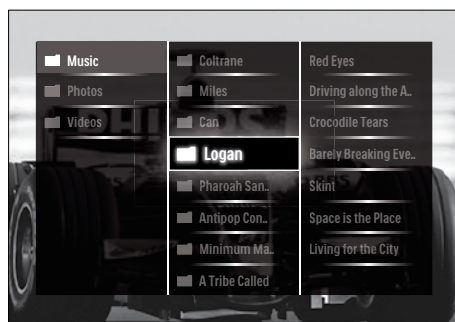 Music
Photos
Videos
Coltrane
Miles
Can
Logan
Pharoah San..
Antipop Con..
Minimum Ma..
A Tribe Called
Red Eyes
Driving along the A..
Crocodile Tears
Barely Breaking Eve..
Skint
Space is the Place
Living for the City